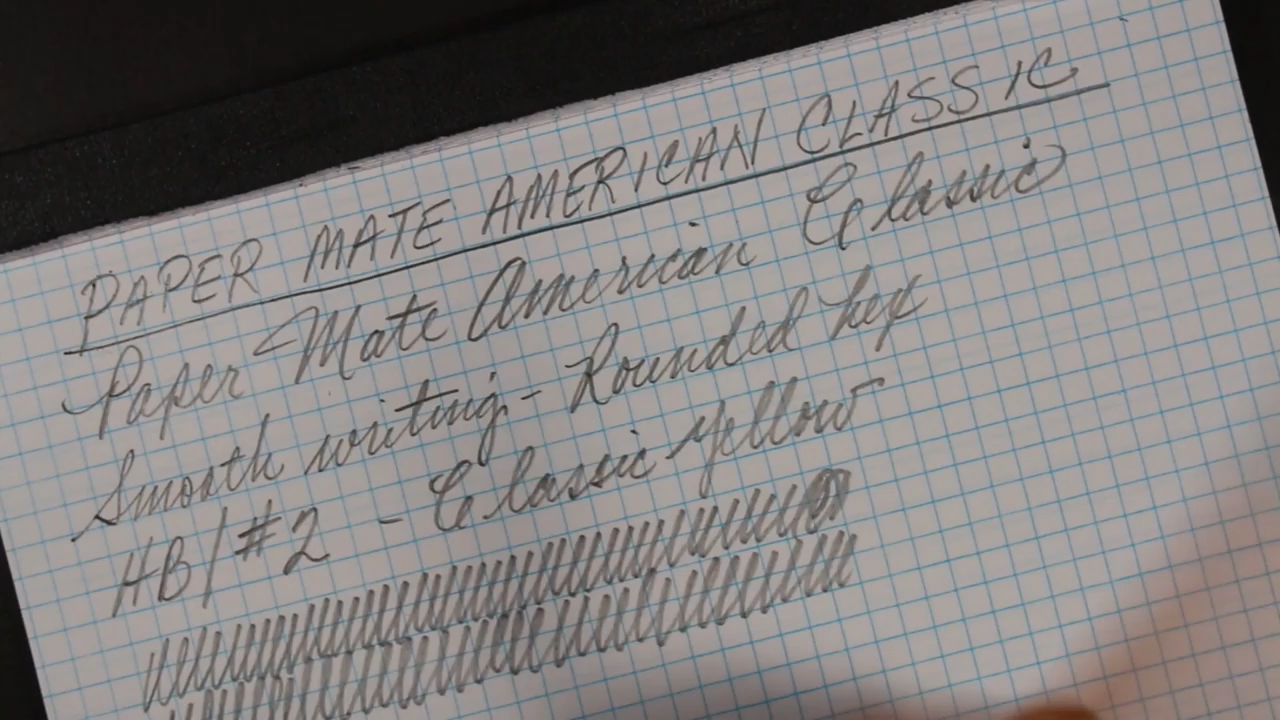 PAPER MATE AMERICAN CLASSIC
Paper Mate American Classic
Smooth writing - Rounded hex
HB/#2 - Classic Yellow